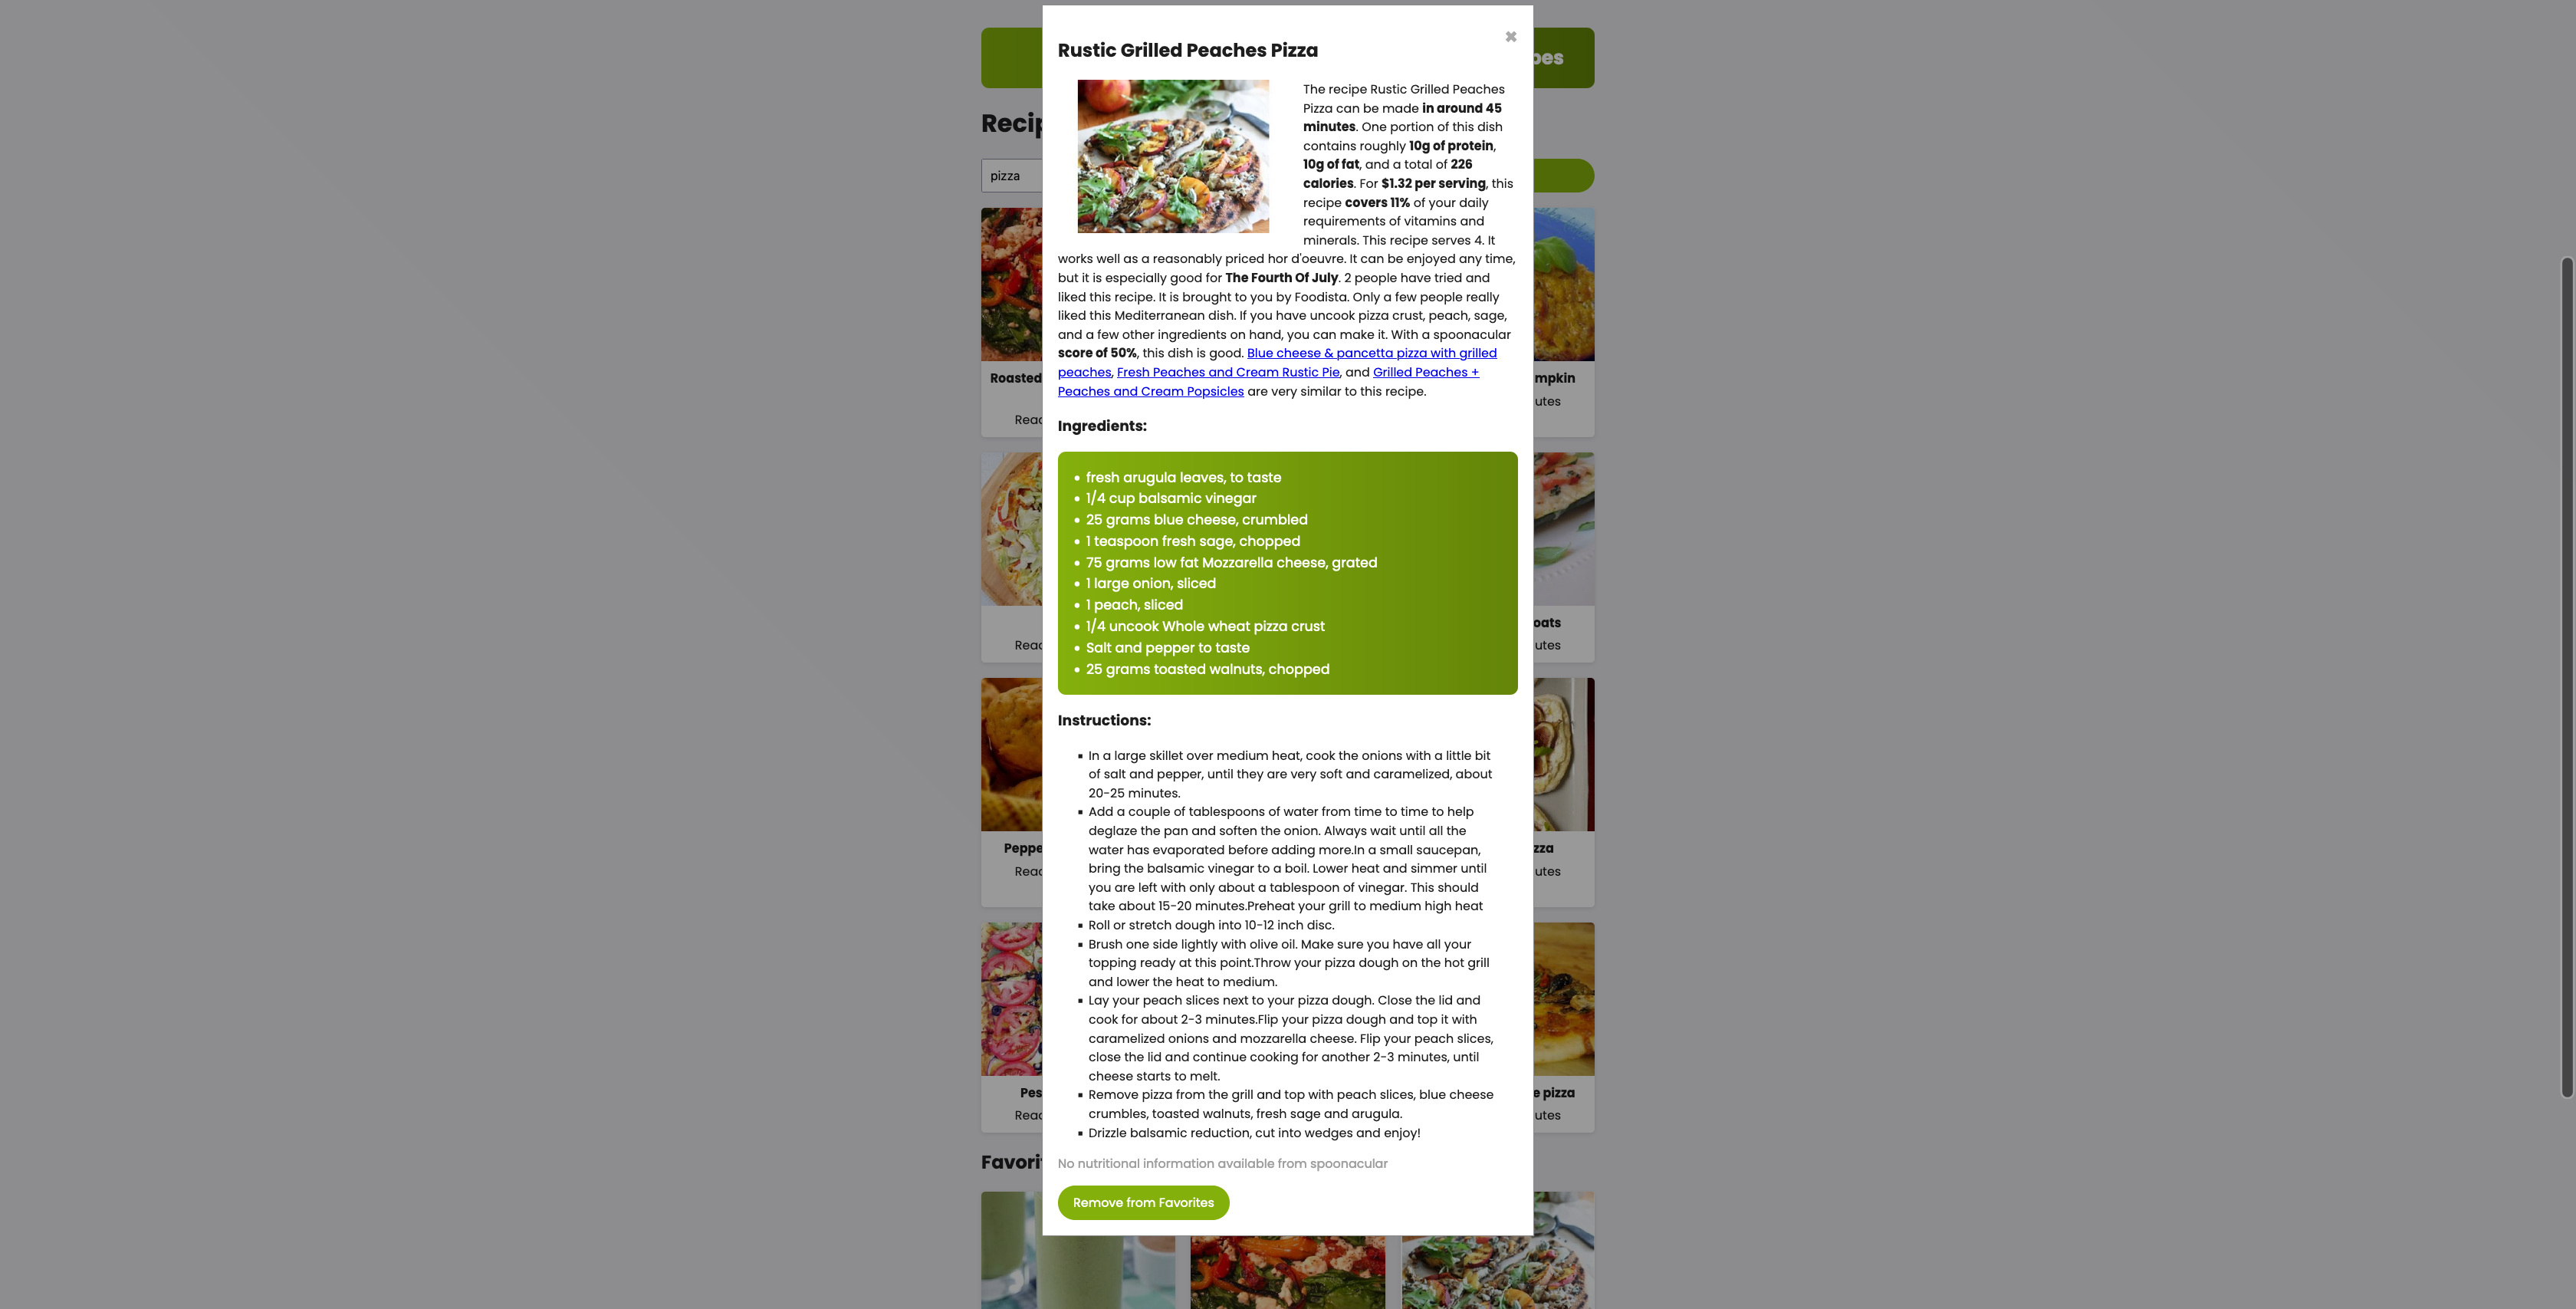 Rustic Grilled Peaches Pizza
✖
The recipe Rustic Grilled Peaches
Pizza can be made in around 45
minutes. One portion of this dish
contains roughly 10g of protein,
10g of fat, and a total of 226
calories. For $1.32 per serving, this
recipe covers 11% of your daily
requirements of vitamins and
minerals. This recipe serves 4. It
works well as a reasonably priced hor d'oeuvre. It can be enjoyed any time,
but it is especially good for The Fourth Of July. 2 people have tried and
liked this recipe. It is brought to you by Foodista. Only a few people really
liked this Mediterranean dish. If you have uncook pizza crust, peach, sage,
and a few other ingredients on hand, you can make it. With a spoonacular
score of 50%, this dish is good. Blue cheese & pancetta pizza with grilled
peaches, Fresh Peaches and Cream Rustic Pie, and Grilled Peaches +
Peaches and Cream Popsicles are very similar to this recipe.
Ingredients:
• fresh arugula leaves, to taste
• 1/4 cup balsamic vinegar
• 25 grams blue cheese, crumbled
• 1 teaspoon fresh sage, chopped
• 75 grams low fat Mozzarella cheese, grated
• 1 large onion, sliced
• 1 peach, sliced
• 1/4 uncook Whole wheat pizza crust
• Salt and pepper to taste
• 25 grams toasted walnuts, chopped
Instructions:
▪ In a large skillet over medium heat, cook the onions with a little bit
of salt and pepper, until they are very soft and caramelized, about
20-25 minutes.
▪ Add a couple of tablespoons of water from time to time to help
deglaze the pan and soften the onion. Always wait until all the
water has evaporated before adding more.In a small saucepan,
bring the balsamic vinegar to a boil. Lower heat and simmer until
you are left with only about a tablespoon of vinegar. This should
take about 15-20 minutes.Preheat your grill to medium high heat
▪ Roll or stretch dough into 10-12 inch disc.
▪ Brush one side lightly with olive oil. Make sure you have all your
topping ready at this point.Throw your pizza dough on the hot grill
and lower the heat to medium.
▪ Lay your peach slices next to your pizza dough. Close the lid and
cook for about 2-3 minutes.Flip your pizza dough and top it with
caramelized onions and mozzarella cheese. Flip your peach slices,
close the lid and continue cooking for another 2-3 minutes, until
cheese starts to melt.
▪ Remove pizza from the grill and top with peach slices, blue cheese
crumbles, toasted walnuts, fresh sage and arugula.
▪ Drizzle balsamic reduction, cut into wedges and enjoy!
No nutritional information available from spoonacular
Remove from Favorites
pizza
Roasted
pizza